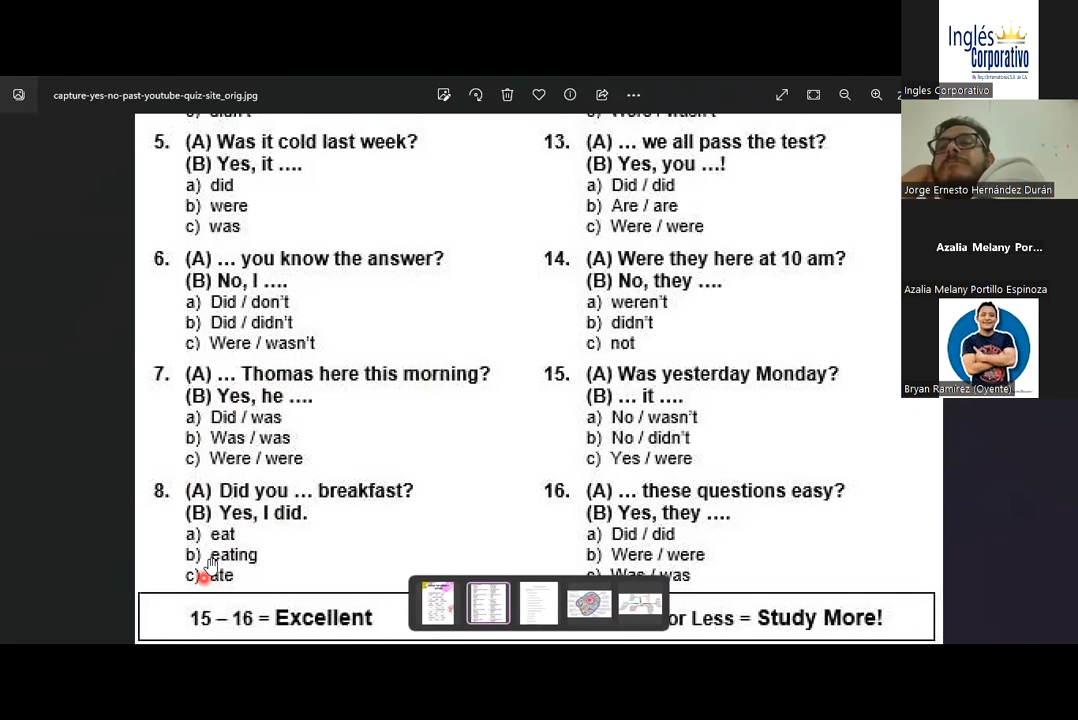 capture-yes-no-past-youtube-quiz-site_orig.jpg
5. (A) Was it cold last week?
(B) Yes, it ....
a) did
b) were
c) was
6. (A) ... you know the answer?
(B) No, I ....
a) Did / don't
b) Did / didn't
c) Were / wasn't
7. (A) ... Thomas here this morning?
(B) Yes, he ....
a) Did / was
b) Was / was
c) Were / were
8. (A) Did you ... breakfast?
(B) Yes, I did.
a) eat
b) eating
c) ate
13. (A) ... we all pass the test?
(B) Yes, you ...!
a) Did / did
b) Are / are
c) Were / were
14. (A) Were they here at 10 am?
(B) No, they ....
a) weren't
b) didn't
c) not
15. (A) Was yesterday Monday?
(B) ... it ....
a) No / wasn't
b) No / didn't
c) Yes / were
16. (A) ... these questions easy?
(B) Yes, they ....
a) Did / did
b) Were / were
c) Was / was
15 – 16 = Excellent
or Less = Study More!
Inglés
Corporativo
Ingles Corporativo
Jorge Ernesto Hernández Durán
Azalia Melany Por...
Azalia Melany Portillo Espinoza
Bryan Ramirez (Oyente)